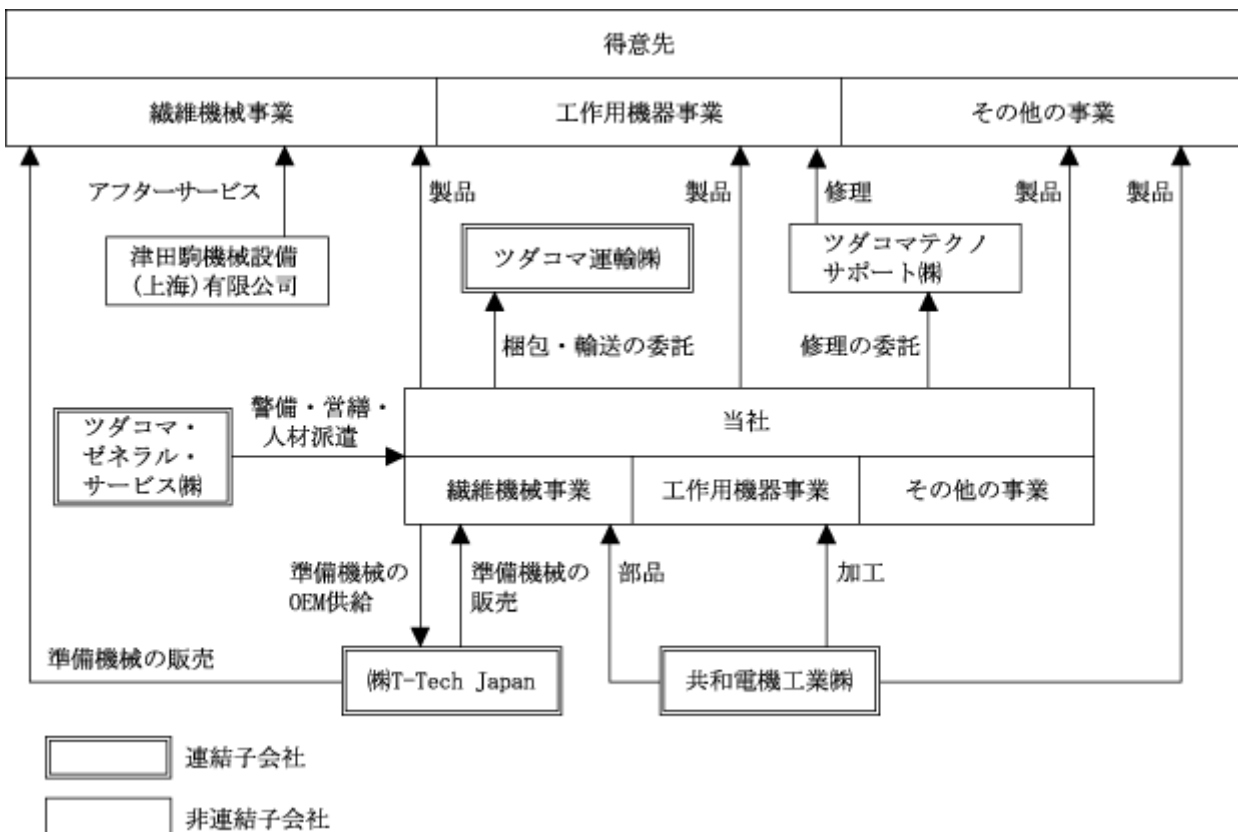 得意先
繊維機械事業
工作用機器事業
その他の事業
アフターサービス
製品
製品
修理
製品
製品
津田駒機械設備
(上海)有限公司
ツダコマ運輸㈱
ツダコマテクノ
サポート㈱
梱包・輸送の委託
修理の委託
ツダコマ・
ゼネラル・
サービス㈱
警備・営繕・
人材派遣
当社
繊維機械事業
工作用機器事業
その他の事業
準備機械の
OEM供給
準備機械の
販売
部品
加工
準備機械の販売
㈱T-Tech Japan
共和電機工業㈱
連結子会社
非連結子会社